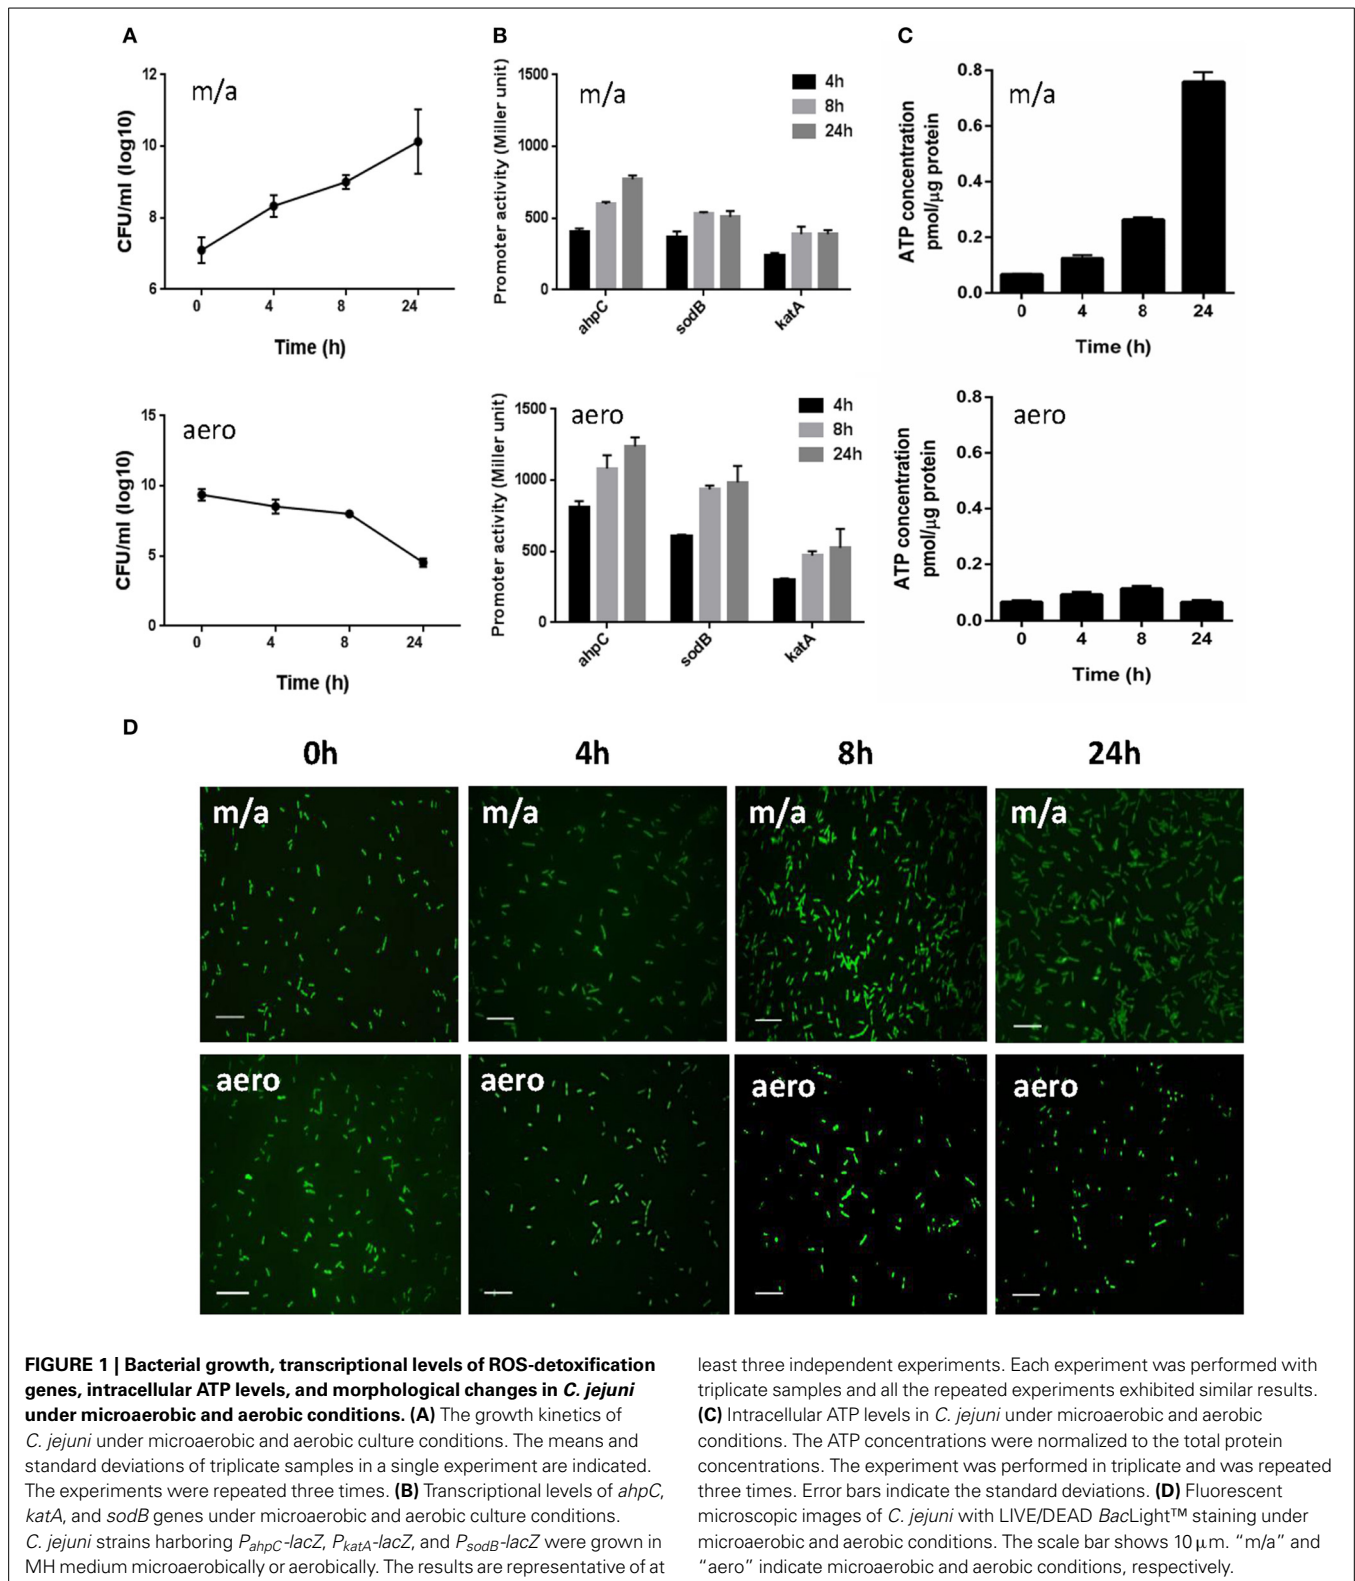 A
B
C
12
10
8
6
m/a
CFU/ml (log10)
0 4 8 24
Time (h)
1500
1000
500
0
m/a
4h
8h
24h
Promoter activity (Miller unit)
ahpC sodB katA
0.8
0.6
0.4
0.2
0.0
m/a
ATP concentration
pmol/µg protein
0 4 8 24
Time (h)
15
10
5
0
aero
CFU/ml (log10)
0 4 8 24
Time (h)
1500
1000
500
0
aero
4h
8h
24h
Promoter activity (Miller unit)
ahpC sodB katA
0.8
0.6
0.4
0.2
0.0
aero
ATP concentration
pmol/µg protein
0 4 8 24
Time (h)
D
0h 4h 8h 24h
m/a m/a m/a m/a
aero aero aero aero
FIGURE 1 | Bacterial growth, transcriptional levels of ROS-detoxification
genes, intracellular ATP levels, and morphological changes in C. jejuni
under microaerobic and aerobic conditions. (A) The growth kinetics of
C. jejuni under microaerobic and aerobic culture conditions. The means and
standard deviations of triplicate samples in a single experiment are indicated.
The experiments were repeated three times. (B) Transcriptional levels of ahpC,
katA, and sodB genes under microaerobic and aerobic culture conditions.
C. jejuni strains harboring PahpC-lacZ, PkatA-lacZ, and PsodB-lacZ were grown in
MH medium microaerobically or aerobically. The results are representative of at
least three independent experiments. Each experiment was performed with
triplicate samples and all the repeated experiments exhibited similar results.
(C) Intracellular ATP levels in C. jejuni under microaerobic and aerobic
conditions. The ATP concentrations were normalized to the total protein
concentrations. The experiment was performed in triplicate and was repeated
three times. Error bars indicate the standard deviations. (D) Fluorescent
microscopic images of C. jejuni with LIVE/DEAD BacLight™ staining under
microaerobic and aerobic conditions. The scale bar shows 10 µm. “m/a” and
“aero” indicate microaerobic and aerobic conditions, respectively.